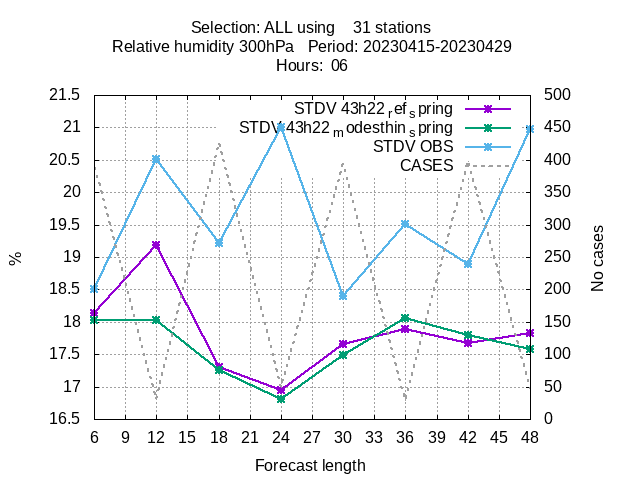 Selection: ALL using    31 stations
Relative humidity 300hPa   Period: 20230415-20230429
Hours:  06
STDV 43h22_ref_spring
STDV 43h22_modesthin_spring
STDV OBS
CASES
21.5
21
20.5
20
19.5
19
18.5
18
17.5
17
16.5
500
450
400
350
300
250
200
150
100
50
0
%
No cases
6 9 12 15 18 21 24 27 30 33 36 39 42 45 48
Forecast length